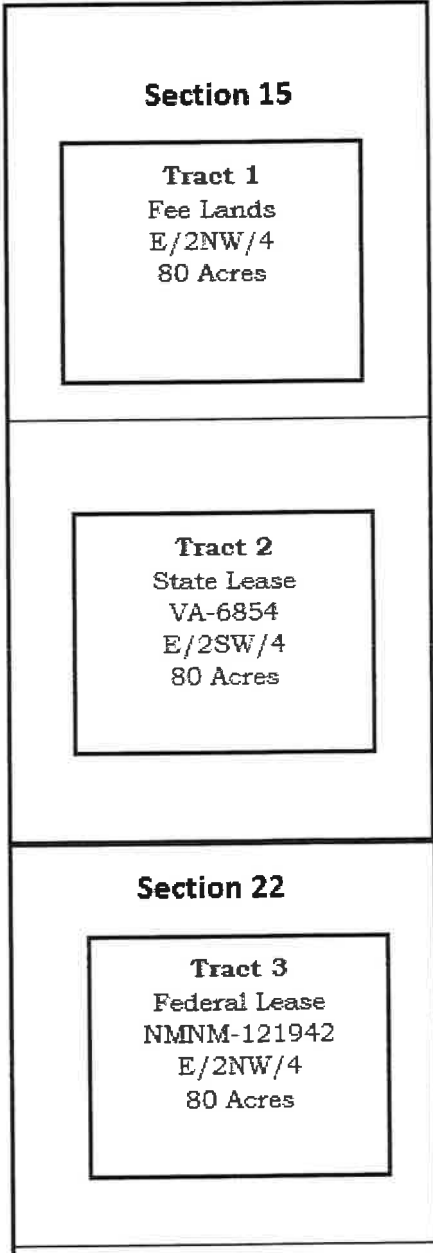 Section 15
Tract 1
Fee Lands
E/2NW/4
80 Acres
Tract 2
State Lease
VA-6854
E/2SW/4
80 Acres
Section 22
Tract 3
Federal Lease
NMNM-121942
E/2NW/4
80 Acres